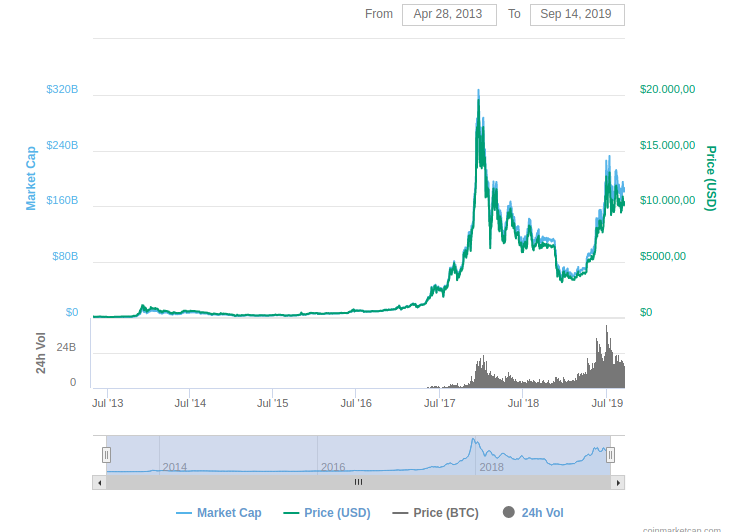 From Apr 28, 2013 To Sep 14, 2019
$320B $20.000,00
$240B $15.000,00
Market Cap
Price (USD)
$160B $10.000,00
$80B $5000,00
$0 $0
24h Vol
24B
0
Jul '13 Jul '14 Jul '15 Jul '16 Jul '17 Jul '18 Jul '19
2014 2016 2018
Market Cap Price (USD) Price (BTC) 24h Vol
coinmarketcap.com